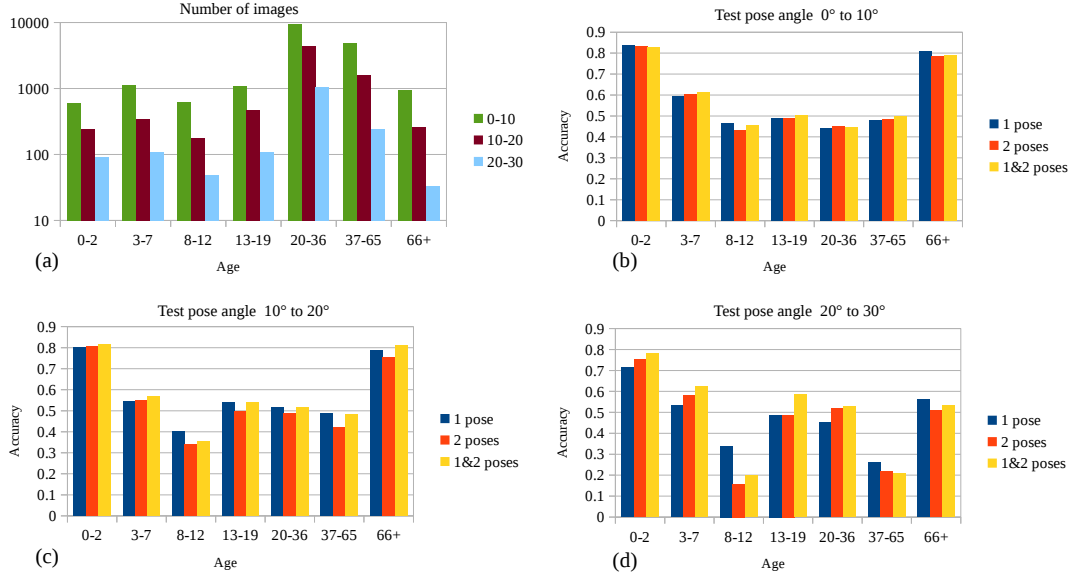 Number of images
10000
1000
100
10
0-2 3-7 8-12 13-19 20-36 37-65 66+
Age
0-10
10-20
20-30
(a)
Test pose angle 0° to 10°
Accuracy
0.9
0.8
0.7
0.6
0.5
0.4
0.3
0.2
0.1
0
0-2 3-7 8-12 13-19 20-36 37-65 66+
Age
1 pose
2 poses
1&2 poses
(b)
Test pose angle 10° to 20°
Accuracy
0.9
0.8
0.7
0.6
0.5
0.4
0.3
0.2
0.1
0
0-2 3-7 8-12 13-19 20-36 37-65 66+
Age
1 pose
2 poses
1&2 poses
(c)
Test pose angle 20° to 30°
Accuracy
0.9
0.8
0.7
0.6
0.5
0.4
0.3
0.2
0.1
0
0-2 3-7 8-12 13-19 20-36 37-65 66+
Age
1 pose
2 poses
1&2 poses
(d)